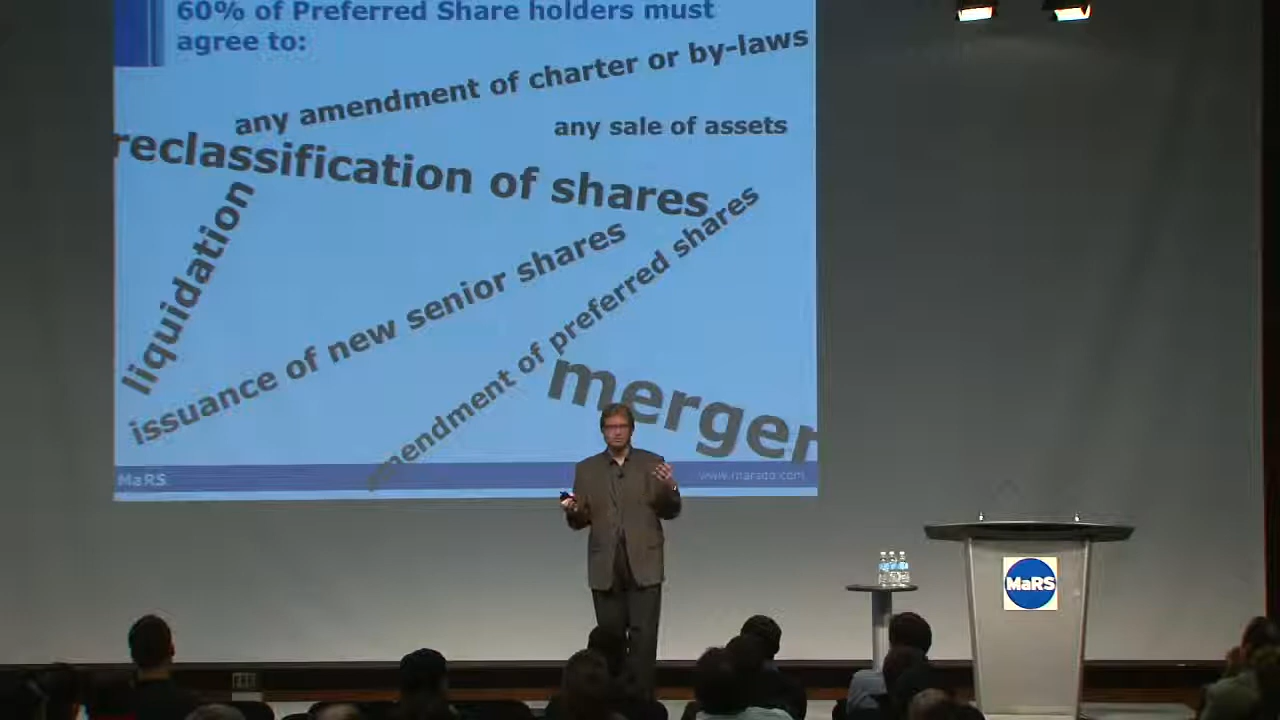 60% of Preferred Share holders must
agree to:
any amendment of charter or by-laws
any sale of assets
reclassification of shares
liquidation
issuance of new senior shares
amendment of preferred shares
merger
MaRS
www.marsdd.com
MaRS